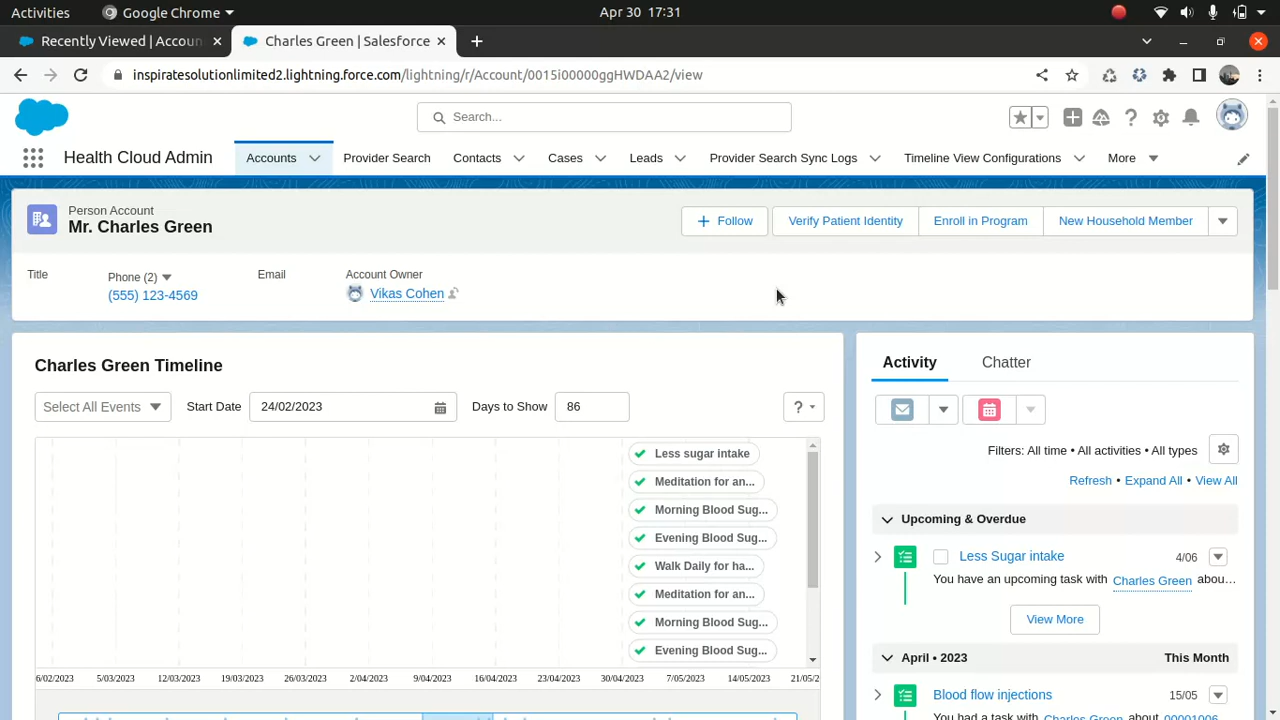 Activities Google Chrome Apr 30 17:31
Recently Viewed | Accoun Charles Green | Salesforce
inspiratesolutionlimited2.lightning.force.com/lightning/r/Account/0015i00000ggHWDAA2/view
Search...
Health Cloud Admin Accounts Provider Search Contacts Cases Leads Provider Search Sync Logs Timeline View Configurations More
Person Account
Mr. Charles Green
Follow Verify Patient Identity Enroll in Program New Household Member
Title Phone (2) Email Account Owner
(555) 123-4569 Vikas Cohen
Charles Green Timeline
Select All Events Start Date 24/02/2023 Days to Show 86 ?
Less sugar intake
Meditation for an...
Morning Blood Sug...
Evening Blood Sug...
Walk Daily for ha...
Meditation for an...
Morning Blood Sug...
Evening Blood Sug...
6/02/2023 5/03/2023 12/03/2023 19/03/2023 26/03/2023 2/04/2023 9/04/2023 16/04/2023 23/04/2023 30/04/2023 7/05/2023 14/05/2023 21/05/2
Activity Chatter
Filters: All time • All activities • All types
Refresh • Expand All • View All
Upcoming & Overdue
Less Sugar intake 4/06
You have an upcoming task with Charles Green abou...
View More
April • 2023 This Month
Blood flow injections 15/05
You had a task with Charles Green about 00001006